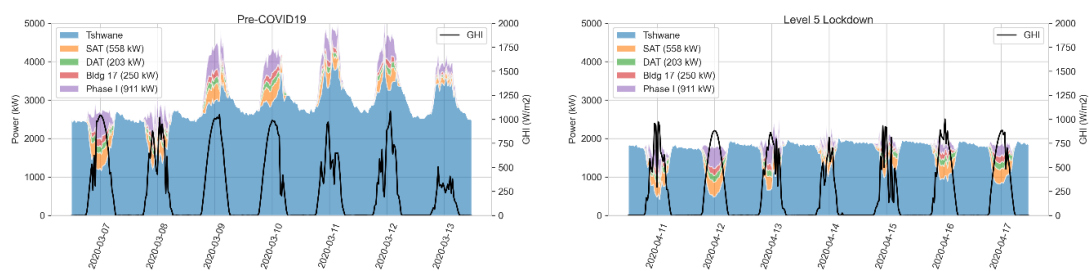 Pre-COVID19
5000
4000
3000
2000
1000
0
Power (kW)
2000
1750
1500
1250
1000
750
500
250
0
GHI (W/m2)
Tshwane
SAT (558 kW)
DAT (203 kW)
Bldg 17 (250 kW)
Phase I (911 kW)
GHI
2020-03-07
2020-03-08
2020-03-09
2020-03-10
2020-03-11
2020-03-12
2020-03-13
Level 5 Lockdown
5000
4000
3000
2000
1000
0
Power (kW)
2000
1750
1500
1250
1000
750
500
250
0
GHI (W/m2)
Tshwane
SAT (558 kW)
DAT (203 kW)
Bldg 17 (250 kW)
Phase I (911 kW)
GHI
2020-04-11
2020-04-12
2020-04-13
2020-04-14
2020-04-15
2020-04-16
2020-04-17